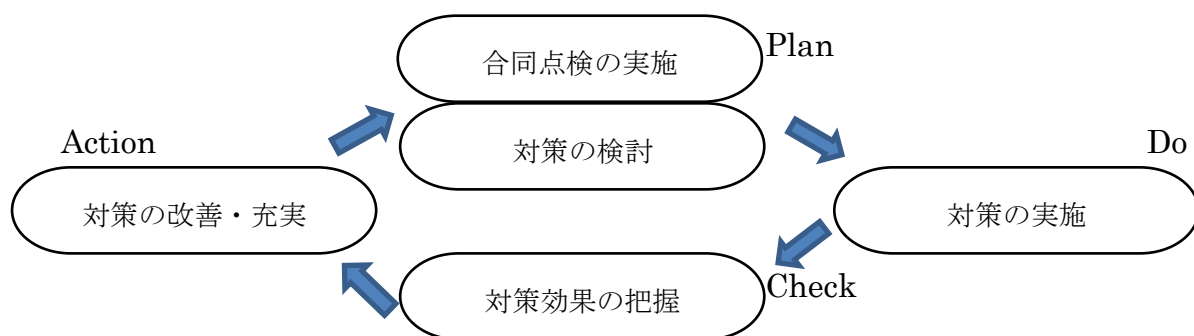 合同点検の実施
Plan
対策の検討
Action
Do
対策の改善・充実
対策の実施
対策効果の把握
Check